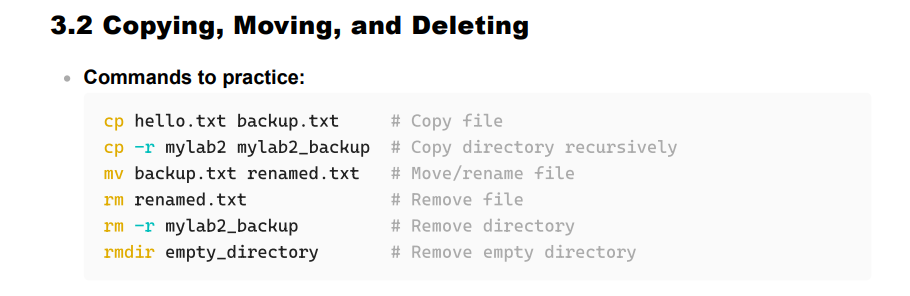 3.2 Copying, Moving, and Deleting
• Commands to practice:
cp hello.txt backup.txt     # Copy file
cp -r mylab2 mylab2_backup  # Copy directory recursively
mv backup.txt renamed.txt   # Move/rename file
rm renamed.txt              # Remove file
rm -r mylab2_backup         # Remove directory
rmdir empty_directory       # Remove empty directory